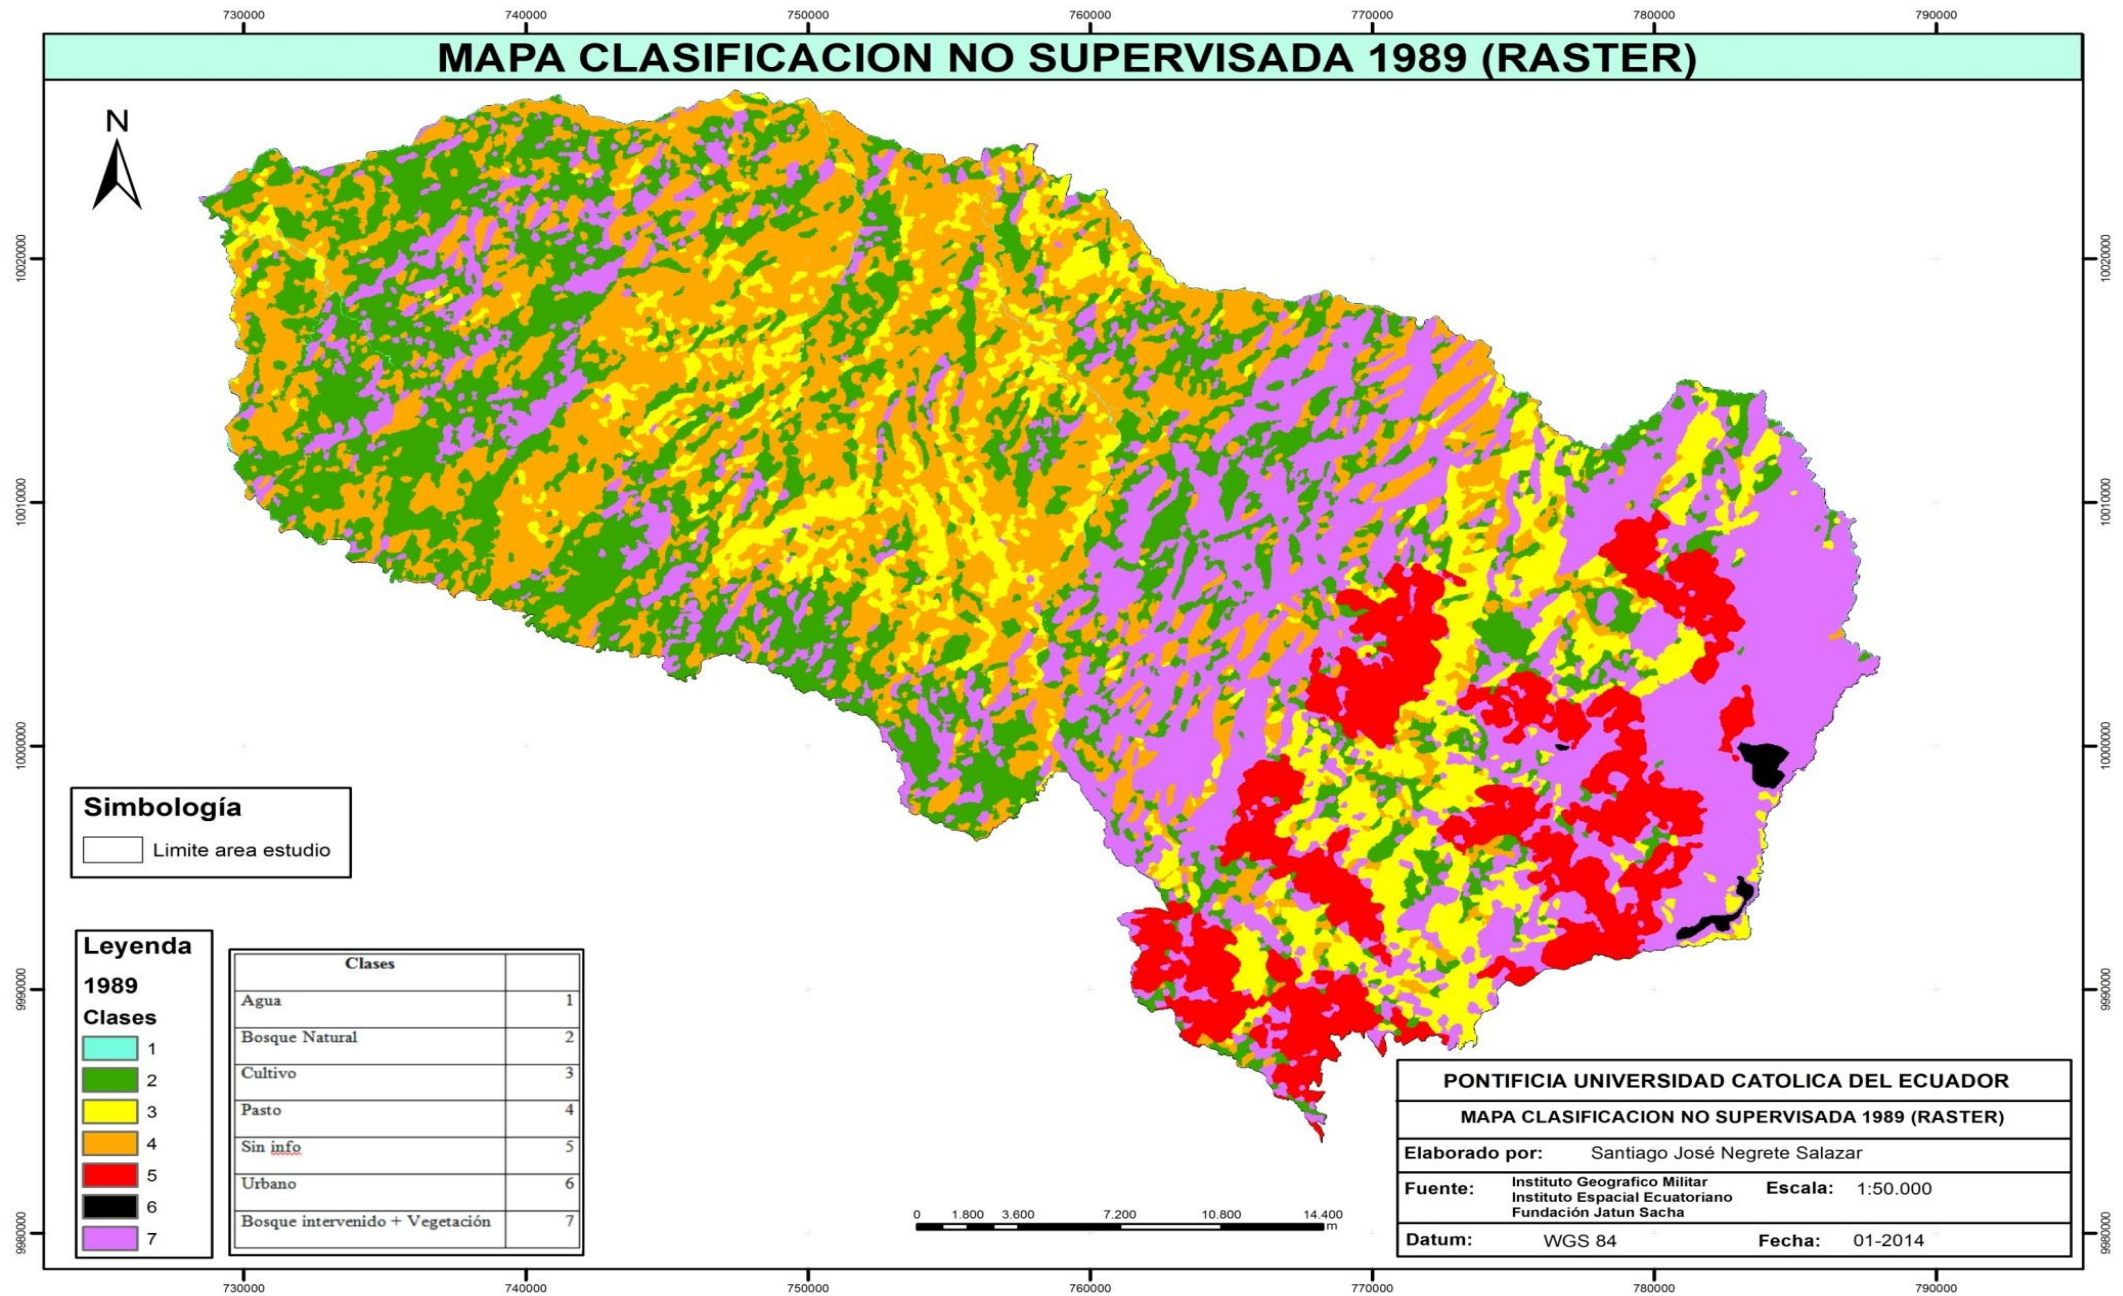 730000 740000 750000 760000 770000 780000 790000
MAPA CLASIFICACION NO SUPERVISADA 1989 (RASTER)
N
10020000 10020000
10010000 10010000
10000000 10000000
9990000 9990000
9980000 9980000
Simbología
Limite area estudio
Leyenda
1989
Clases
1
2
3
4
5
6
7
Clases
Agua 1
Bosque Natural 2
Cultivo 3
Pasto 4
Sin info 5
Urbano 6
Bosque intervenido + Vegetación 7
0 1.800 3.600 7.200 10.800 14.400
m
PONTIFICIA UNIVERSIDAD CATOLICA DEL ECUADOR
MAPA CLASIFICACION NO SUPERVISADA 1989 (RASTER)
Elaborado por: Santiago José Negrete Salazar
Fuente: Instituto Geografico Militar
Instituto Espacial Ecuatoriano
Fundación Jatun Sacha
Escala: 1:50.000
Datum: WGS 84 Fecha: 01-2014
730000 740000 750000 760000 770000 780000 790000